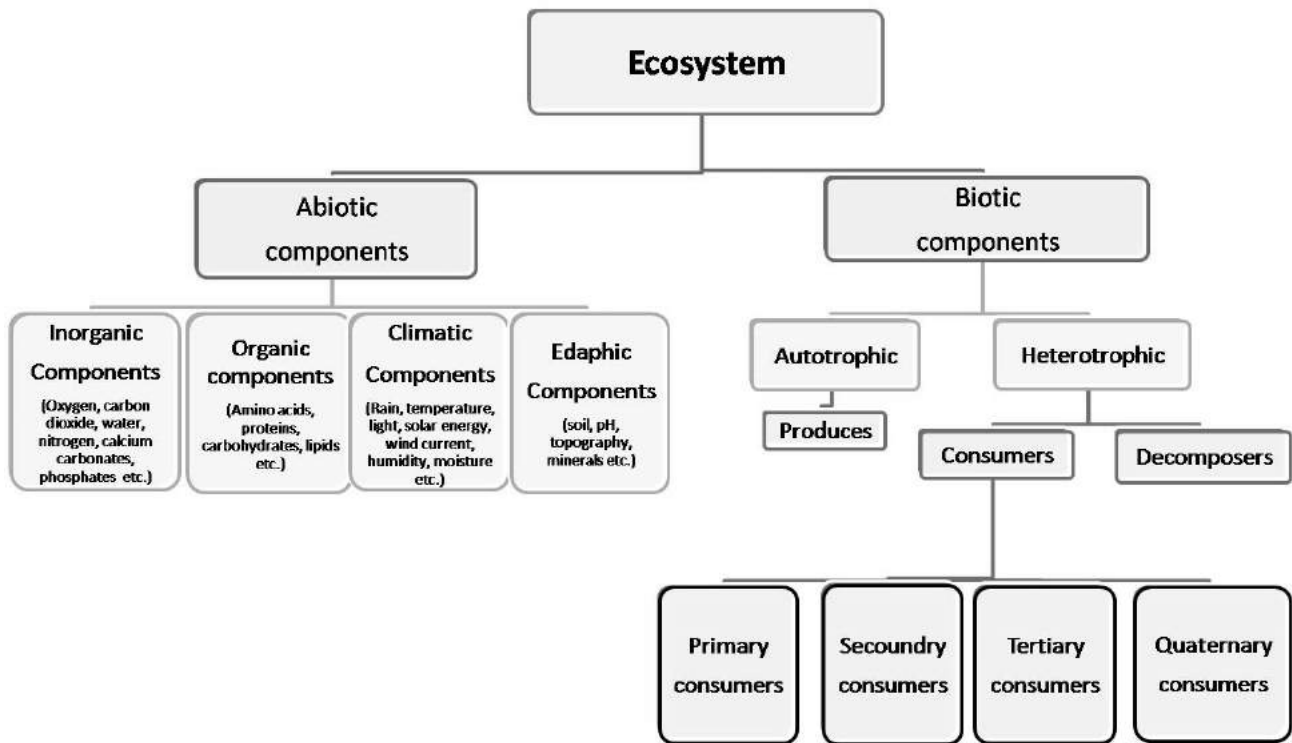 Ecosystem
Abiotic
components
Biotic
components
Inorganic
Components
(Oxygen, carbon
dioxide, water,
nitrogen, calcium
carbonates,
phosphates etc.)
Organic
components
(Amino acids,
proteins,
carbohydrates, lipids
etc.)
Climatic
Components
(Rain, temperature,
light, solar energy,
wind current,
humidity, moisture
etc.)
Edaphic
Components
(soil, pH,
topography,
minerals etc.)
Autotrophic
Heterotrophic
Produces
Consumers
Decomposers
Primary
consumers
Secoundry
consumers
Tertiary
consumers
Quaternary
consumers